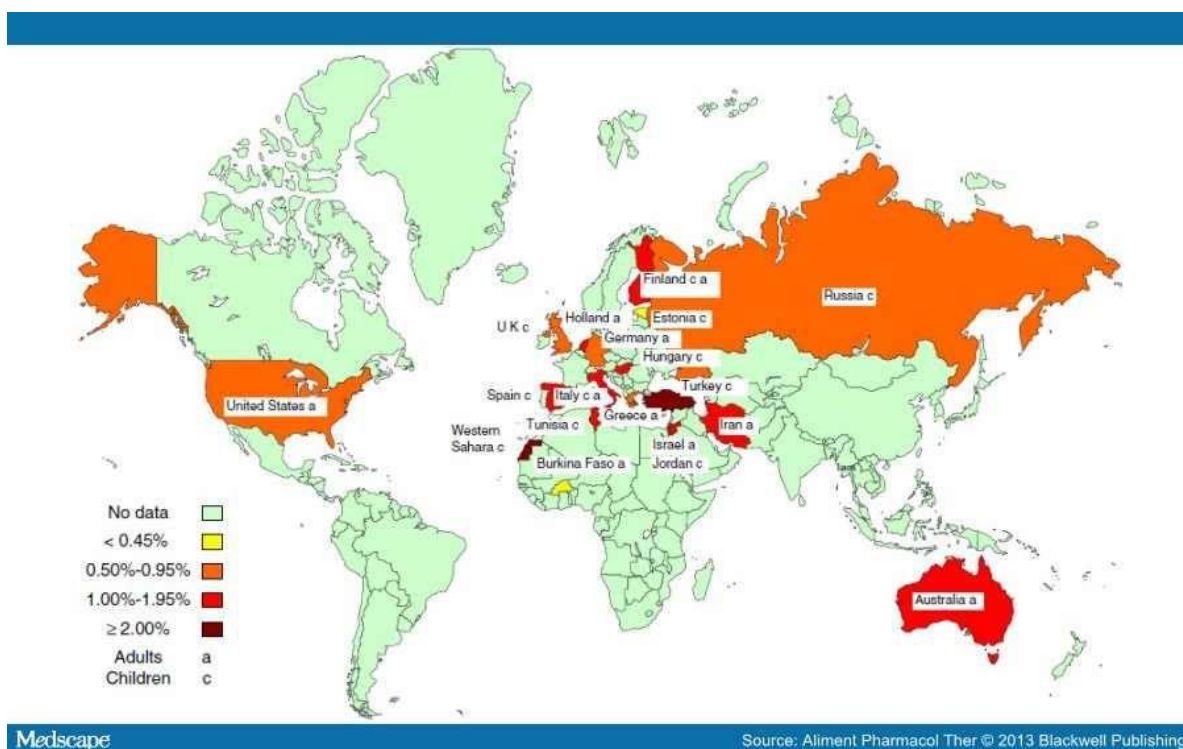 Finland c a
Russia c
Holland a
Estonia c
U K c
Germany a
Hungary c
Spain c
Italy c a
Turkey c
United States a
Greece a
Iran a
Tunisia c
Western
Sahara c
Israel a
Burkina Faso a
Jordan c
No data
< 0.45%
0.50%-0.95%
1.00%-1.95%
≥ 2.00%
Adults a
Children c
Australia a
Medscape
Source: Aliment Pharmacol Ther © 2013 Blackwell Publishing